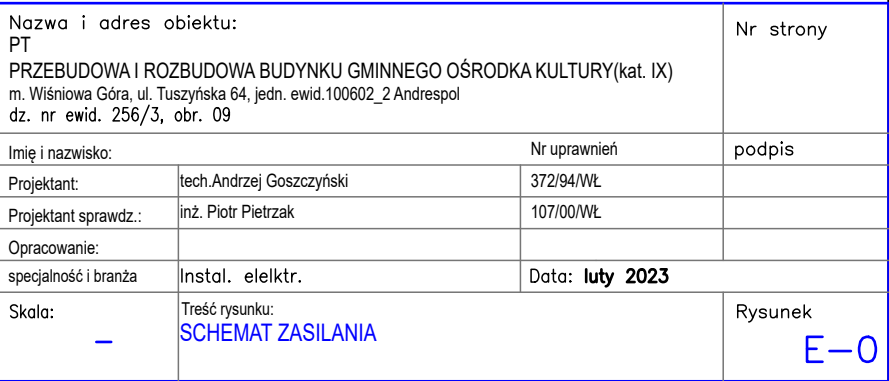 Nazwa i adres obiektu:
Nr strony
PT
PRZEBUDOWA I ROZBUDOWA BUDYNKU GMINNEGO OŚRODKA KULTURY(kat. IX)
m. Wiśniowa Góra, ul. Tuszyńska 64, jedn. ewid.100602_2 Andrespol
dz. nr ewid. 256/3, obr. 09
Imię i nazwisko: Nr uprawnień podpis
Projektant: tech.Andrzej Goszczyński 372/94/WŁ
Projektant sprawdz.: inż. Piotr Pietrzak 107/00/WŁ
Opracowanie:
specjalność i branża Instal. elelktr. Data: luty 2023
Skala: Treść rysunku: Rysunek
– SCHEMAT ZASILANIA E-0